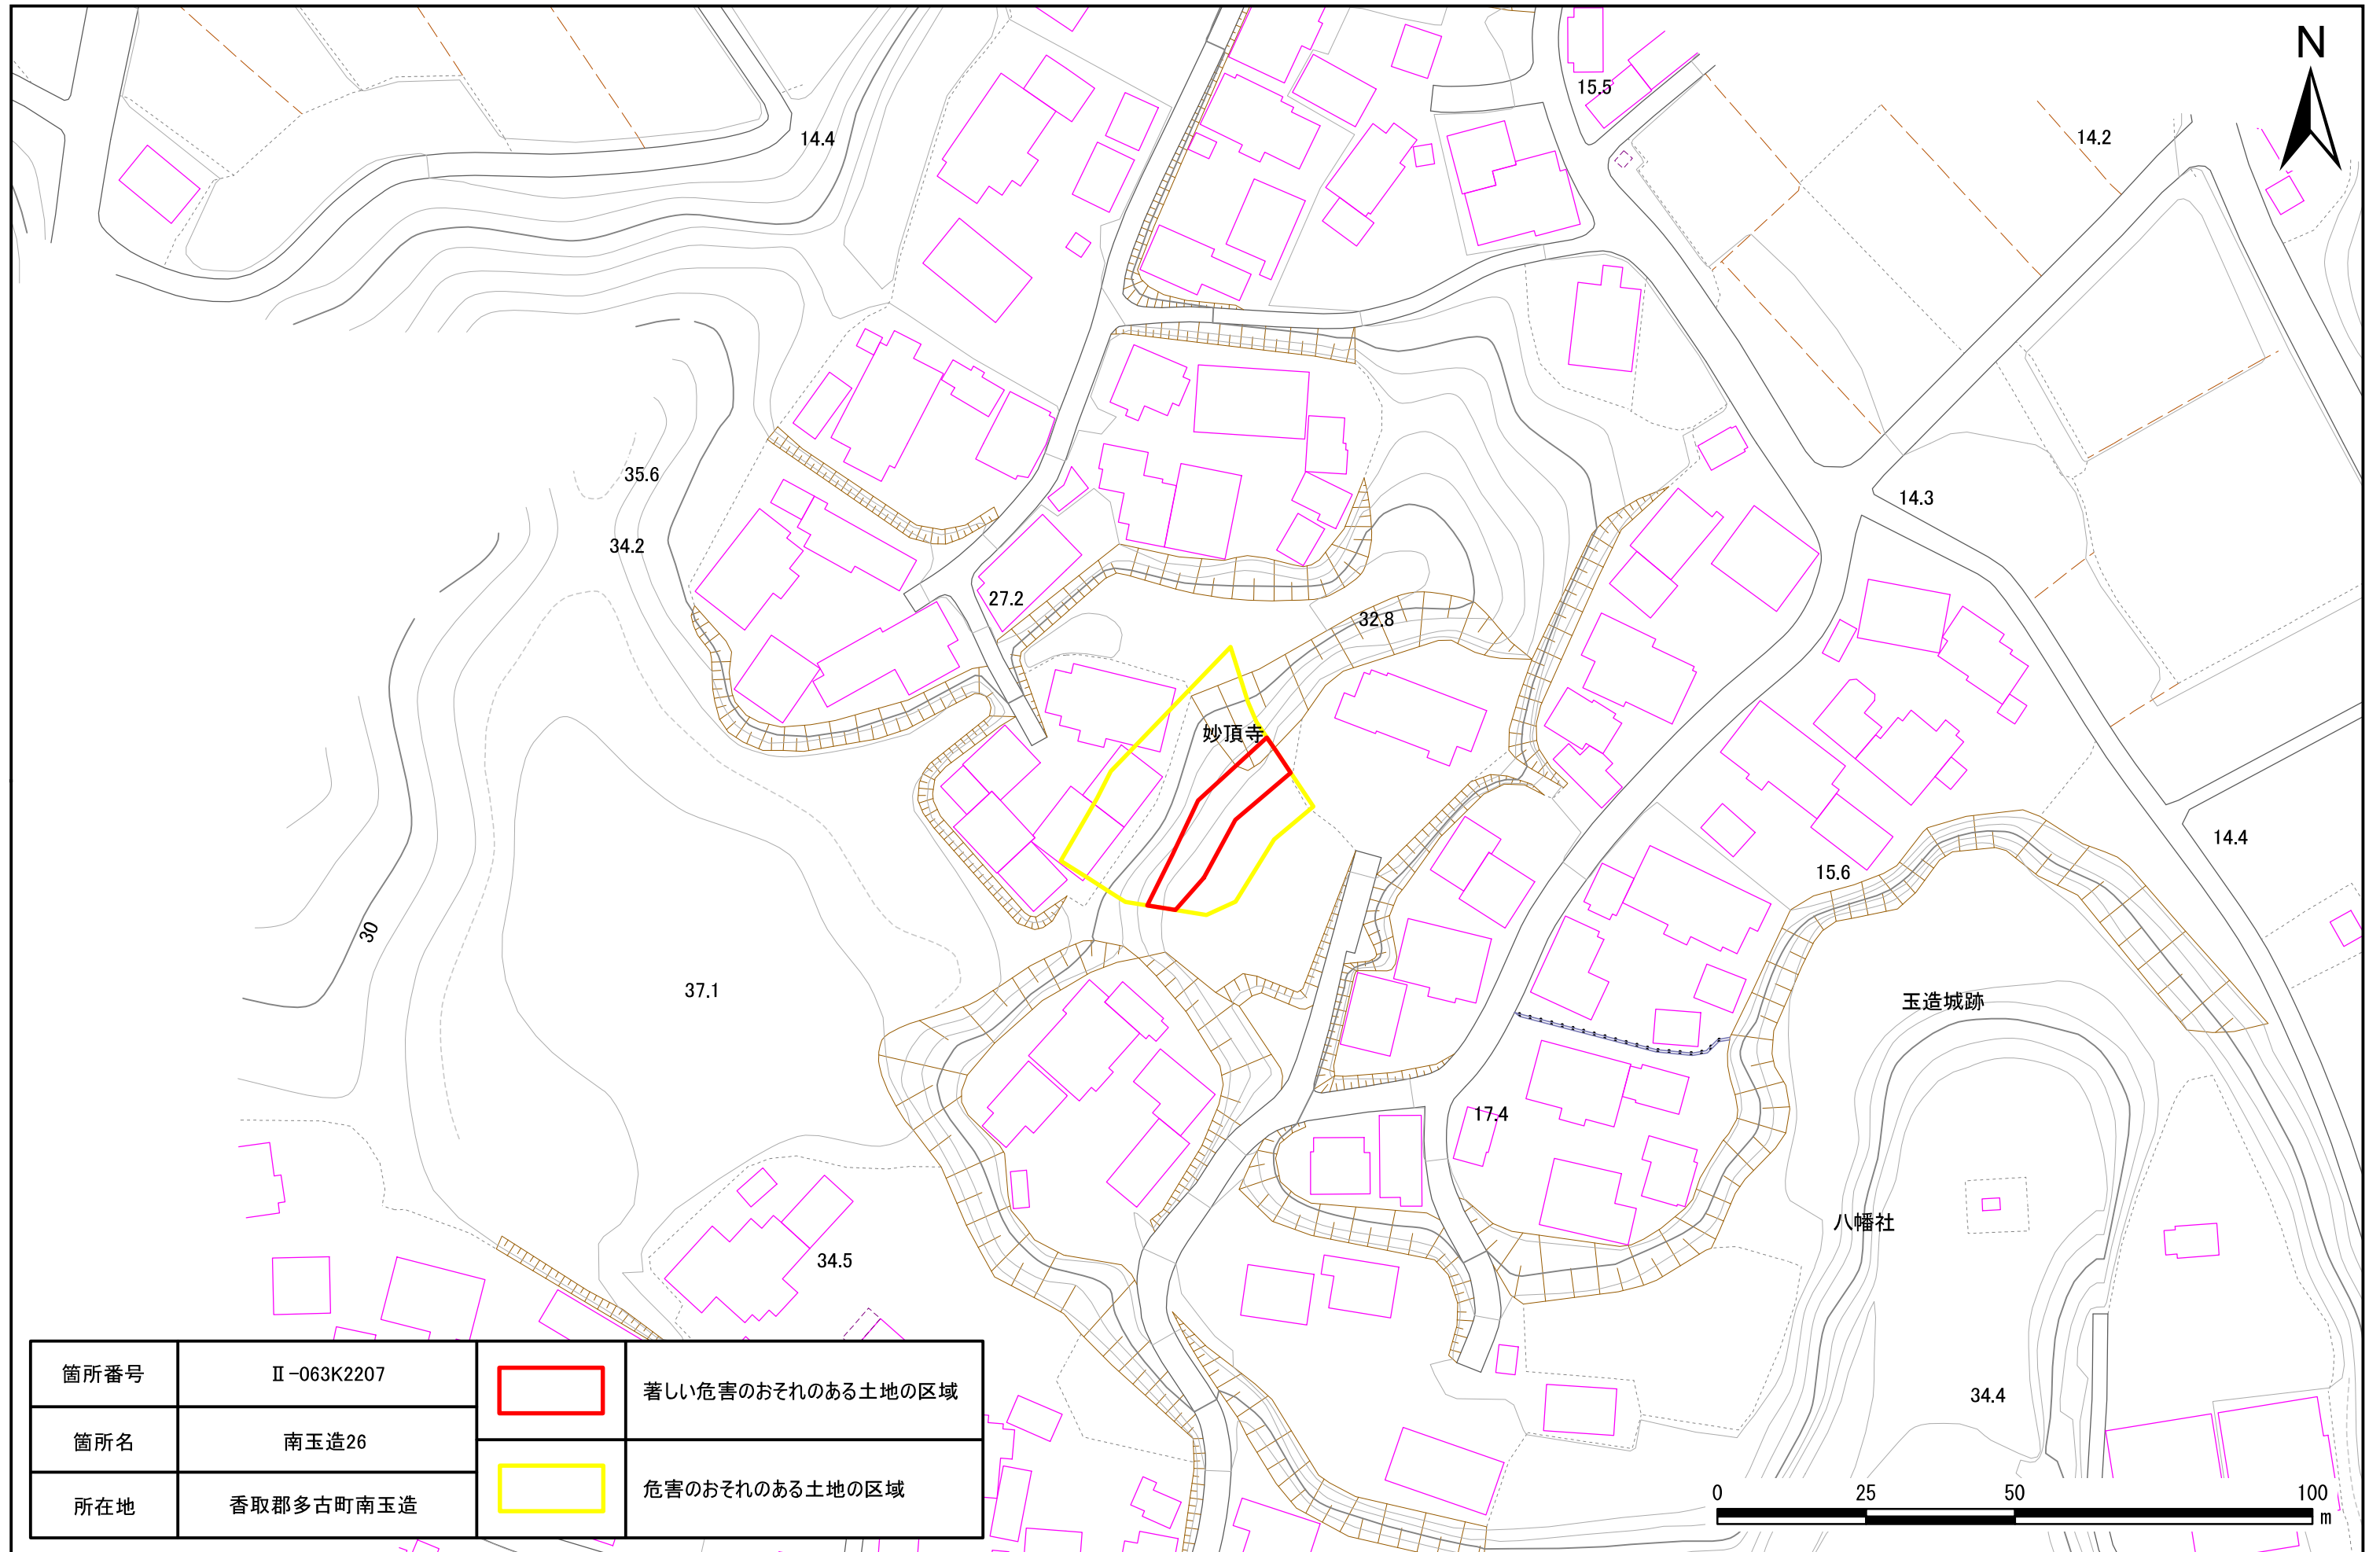 N
15.5
14.4
14.2
35.6
14.3
34.2
27.2
32.8
妙頂寺
14.4
15.6
30
37.1
玉造城跡
17.4
八幡社
34.5
34.4
箇所番号 Ⅱ-063K2207
著しい危害のおそれのある土地の区域
箇所名 南玉造26
危害のおそれのある土地の区域
所在地 香取郡多古町南玉造
0 25 50 100 m